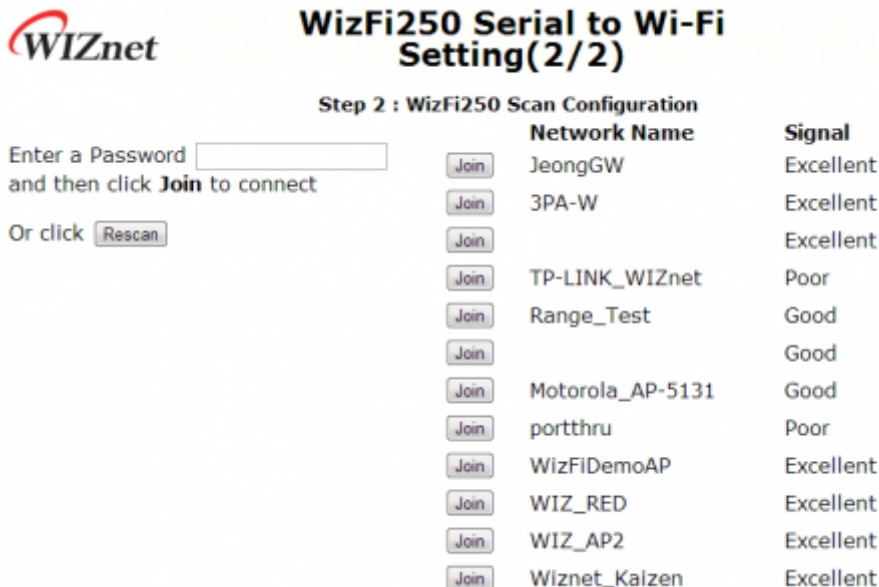 WIZnet
WizFi250 Serial to Wi-Fi
Setting(2/2)
Step 2 : WizFi250 Scan Configuration
Enter a Password
and then click Join to connect
Or click Rescan
Network Name Signal
Join JeongGW Excellent
Join 3PA-W Excellent
Join Excellent
Join TP-LINK_WIZnet Poor
Join Range_Test Good
Join Good
Join Motorola_AP-5131 Good
Join portthru Poor
Join WizFiDemoAP Excellent
Join WIZ_RED Excellent
Join WIZ_AP2 Excellent
Join Wiznet_Kaizen Excellent